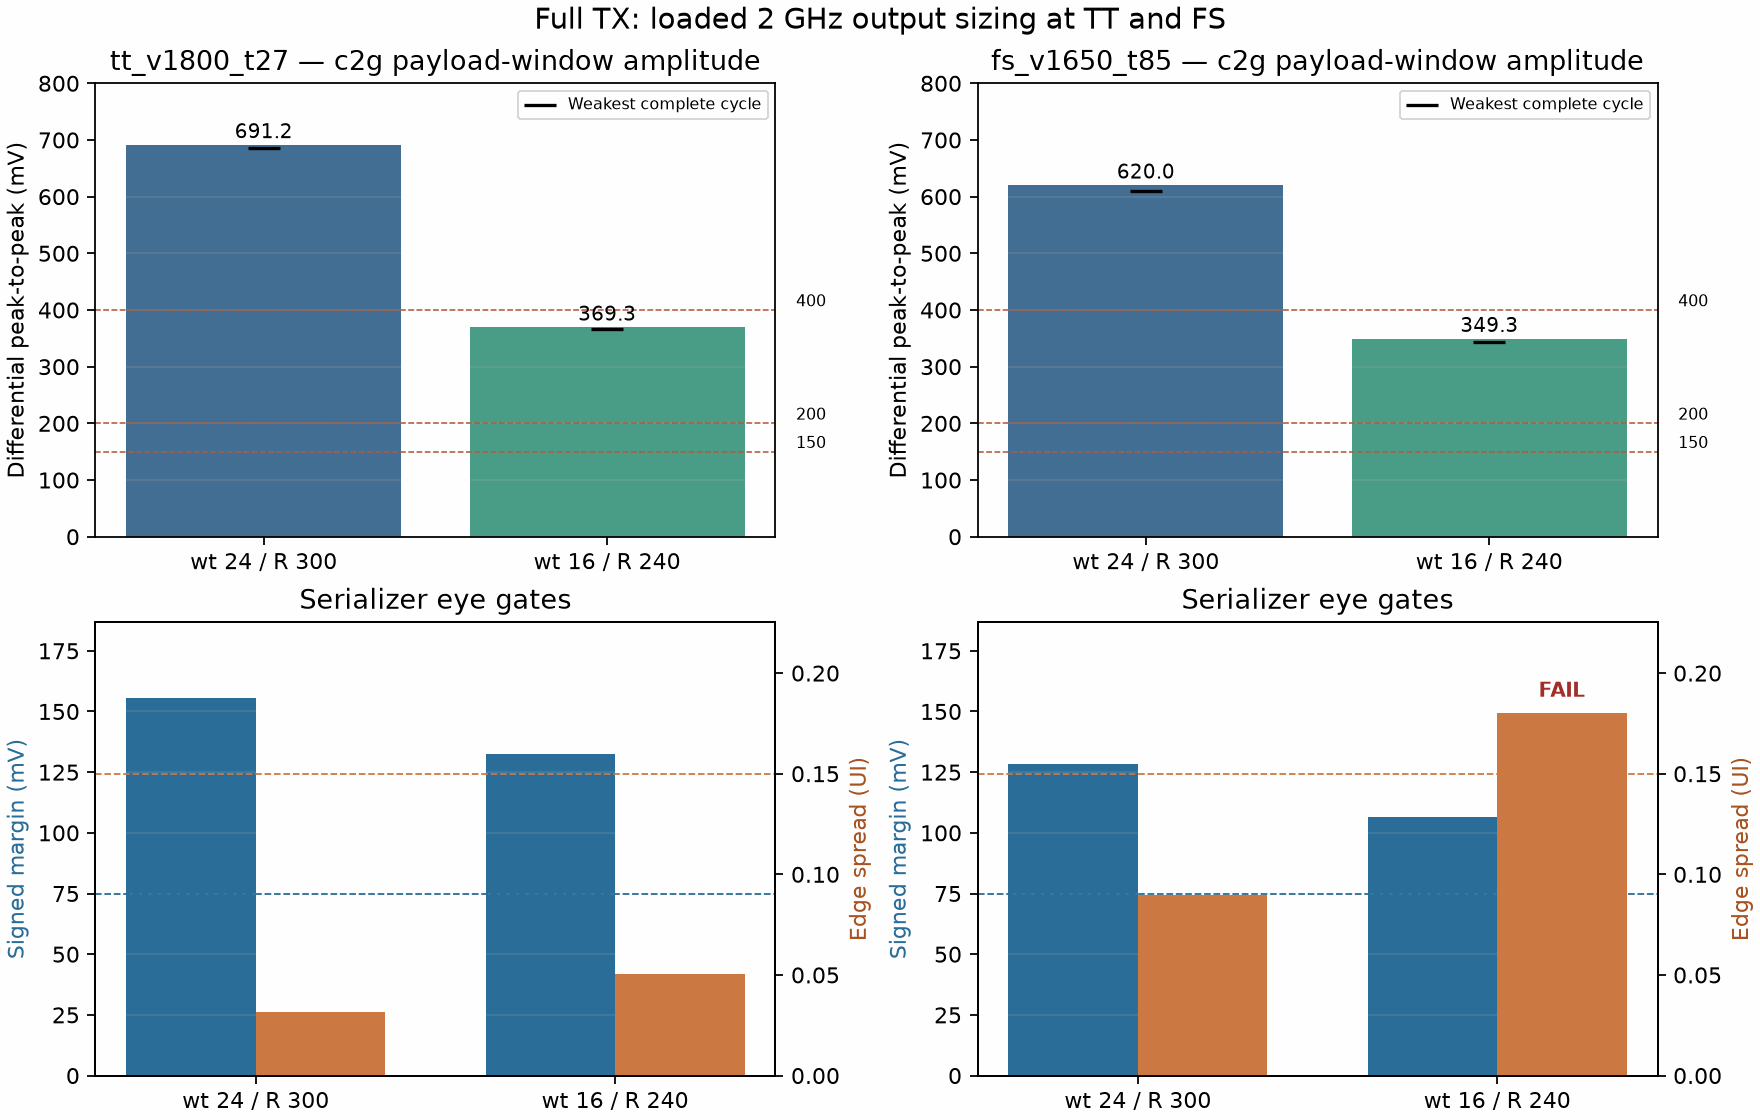 Full TX: loaded 2 GHz output sizing at TT and FS
tt_v1800_t27 — c2g payload-window amplitude
Differential peak-to-peak (mV)
800
700
600
500
400
300
200
100
0
Weakest complete cycle
691.2
369.3
400
200
150
wt 24 / R 300
wt 16 / R 240
fs_v1650_t85 — c2g payload-window amplitude
Differential peak-to-peak (mV)
800
700
600
500
400
300
200
100
0
Weakest complete cycle
620.0
349.3
400
200
150
wt 24 / R 300
wt 16 / R 240
Serializer eye gates
Signed margin (mV)
175
150
125
100
75
50
25
0
0.20
0.15
0.10
0.05
0.00
Edge spread (UI)
wt 24 / R 300
wt 16 / R 240
Serializer eye gates
Signed margin (mV)
175
150
125
100
75
50
25
0
FAIL
0.20
0.15
0.10
0.05
0.00
Edge spread (UI)
wt 24 / R 300
wt 16 / R 240